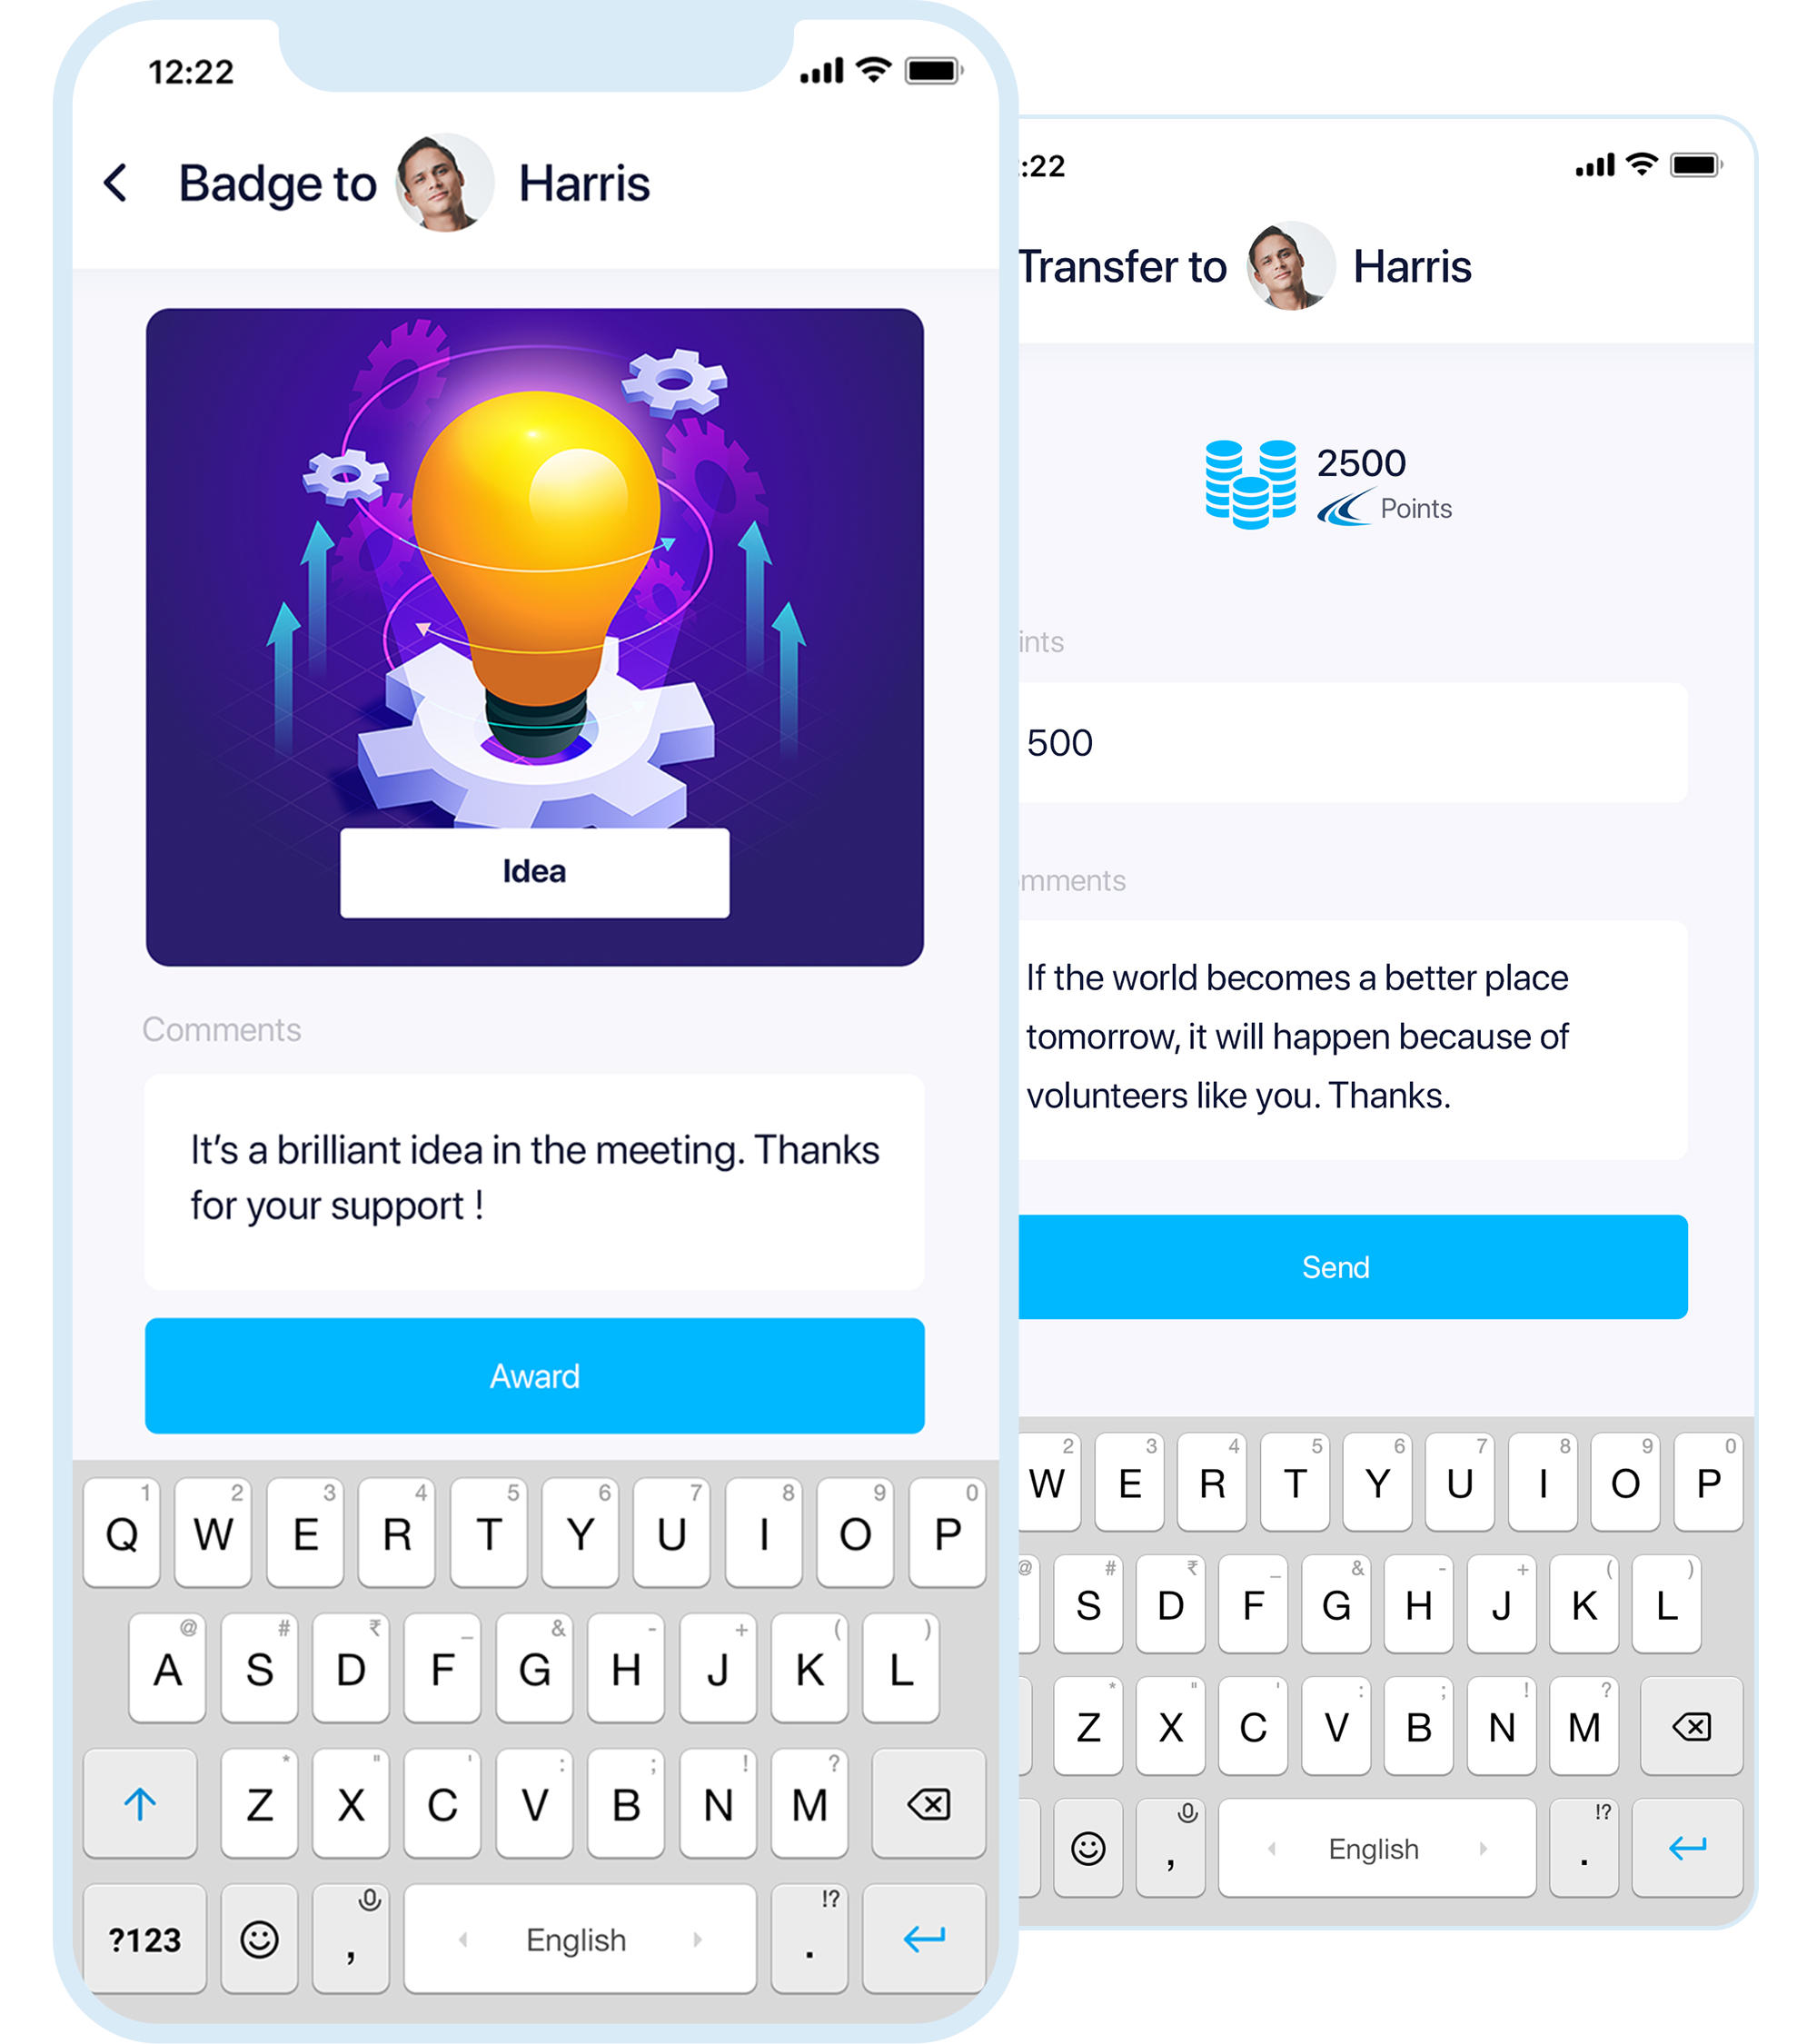 12:22
Badge to Harris
Idea
Comments
It's a brilliant idea in the meeting. Thanks
for your support !
Award
1 2 3 4 5 6 7 8 9 0
Q W E R T Y U I O P
@ # ₹ _ & - + ( )
A S D F G H J K L
* " ' : ; ! ?
Z X C V B N M
!?
?123 , English .
:22
Transfer to Harris
2500
Points
ints
500
mments
If the world becomes a better place
tomorrow, it will happen because of
volunteers like you. Thanks.
Send
2 3 4 5 6 7 8 9 0
W E R T Y U I O P
@ # ₹ _ & - + ( )
S D F G H J K L
* " ' : ; ! ?
Z X C V B N M
!?
, English .